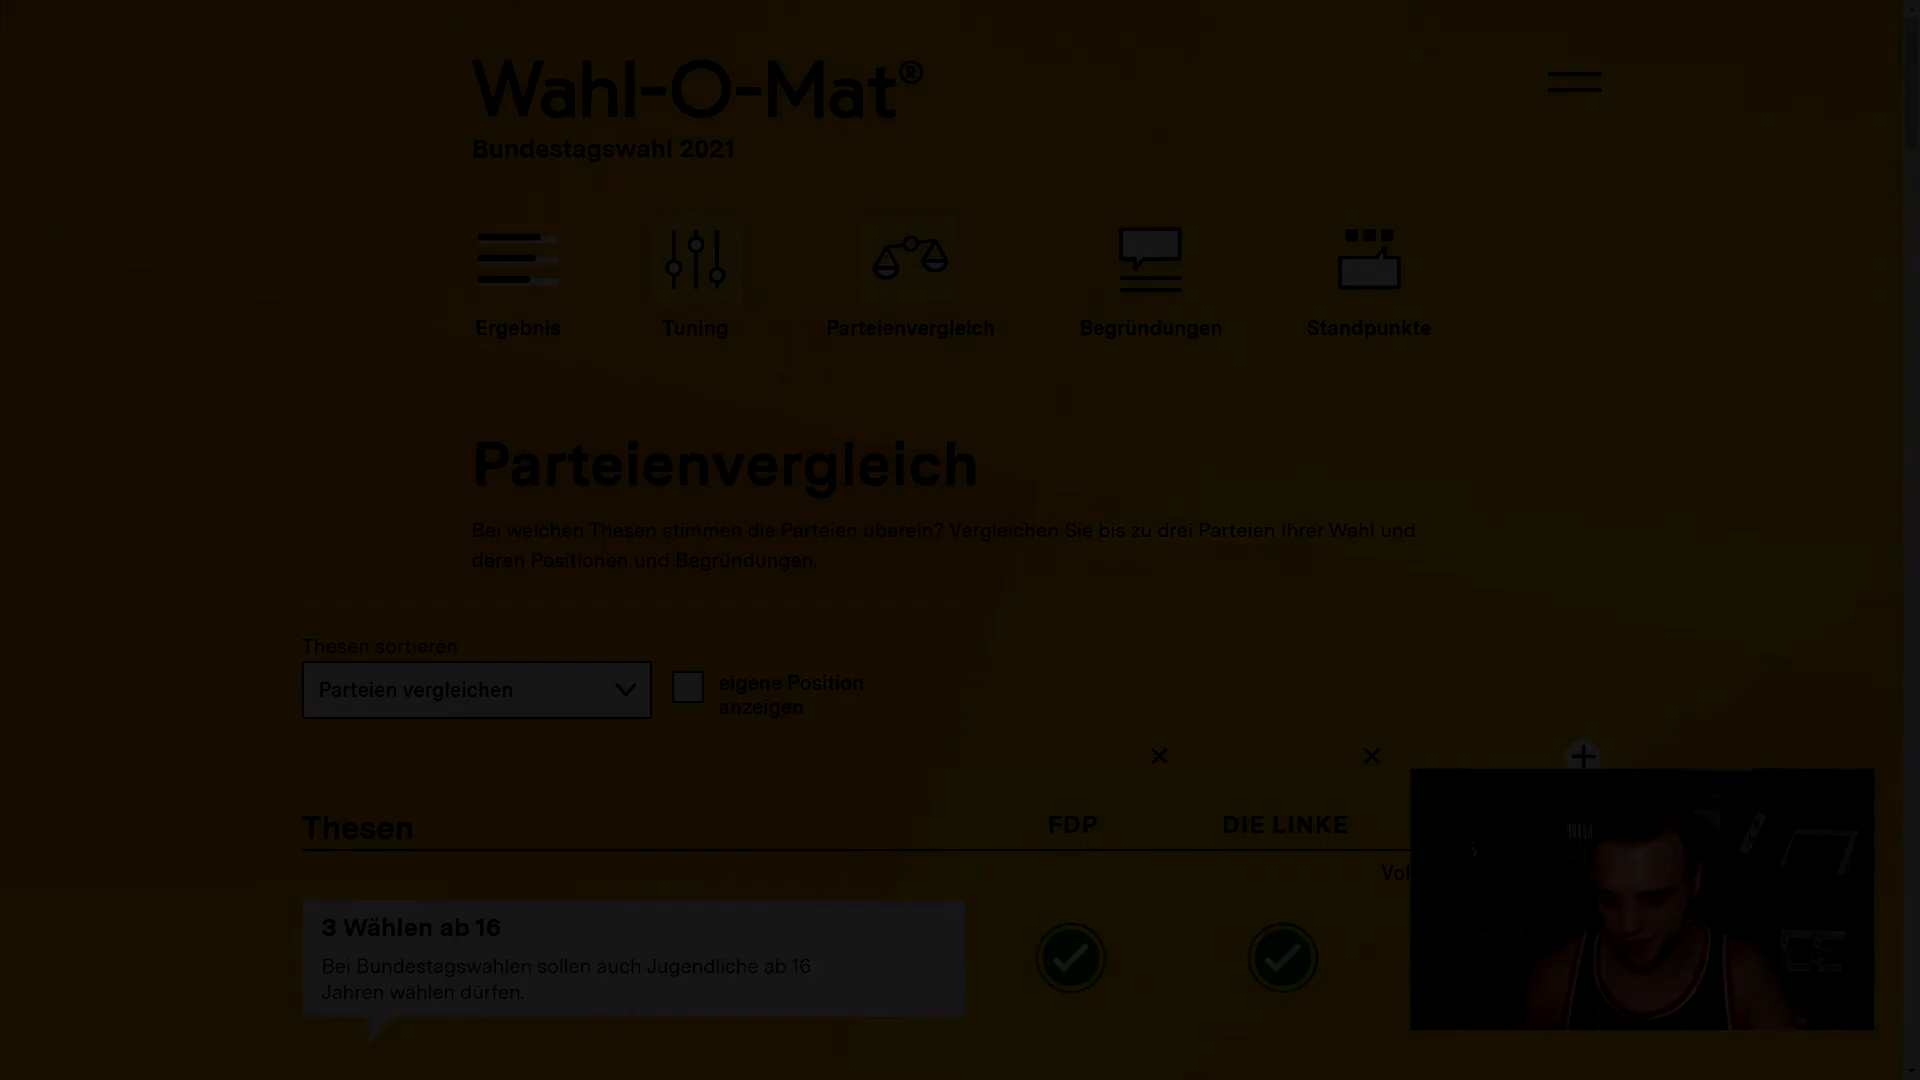 Wahl-O-Mat®
Bundestagswahl 2021
Ergebnis
Tuning
Parteienvergleich
Begründungen
Standpunkte
Parteienvergleich
Bei welchen Thesen stimmen die Parteien überein? Vergleichen Sie bis zu drei Parteien Ihrer Wahl und
deren Positionen und Begründungen.
Thesen sortieren
Parteien vergleichen
eigene Position
anzeigen
Thesen
FDP
DIE LINKE
Vol
3 Wählen ab 16
Bei Bundestagswahlen sollen auch Jugendliche ab 16
Jahren wählen dürfen.